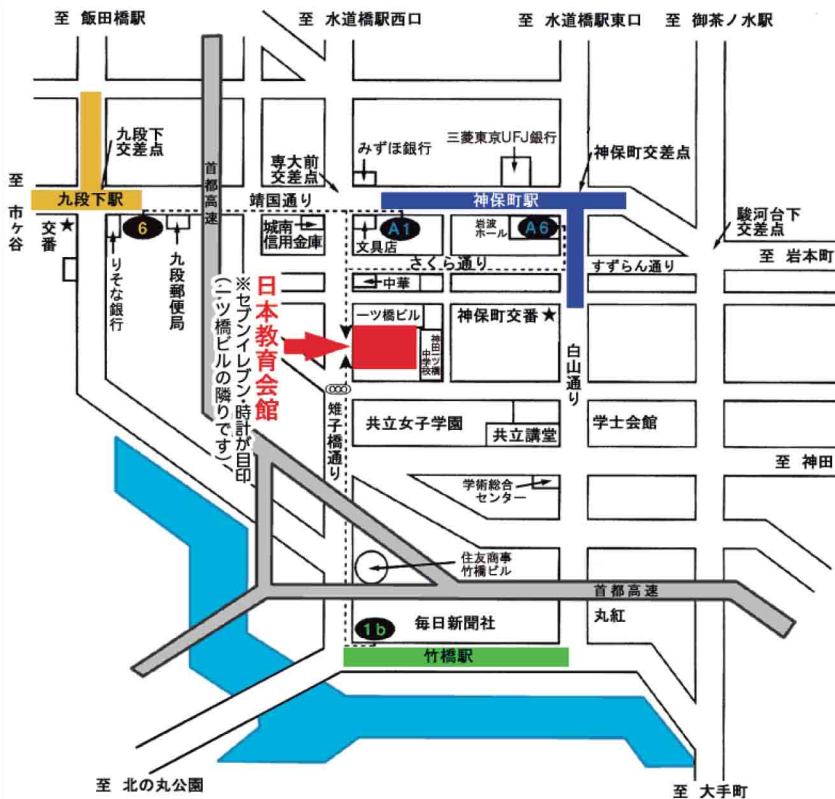 至 飯田橋駅
至 水道橋駅西口
至 水道橋駅東口
至 御茶ノ水駅
九段下
交差点
首都高速
専大前
交差点
みずほ銀行
三菱東京UFJ銀行
神保町交差点
至 市ヶ谷
九段下駅
靖国通り
神保町駅
交番★
6
りそな銀行
九段郵便局
城南
信用金庫
文具店
A1
岩波
ホール
A6
駿河台下
交差点
さくら通り
すずらん通り
至 岩本町
中華
日本教育会館
※セブンイレブン・時計が目印
(一ツ橋ビルの隣りです)
一ツ橋ビル
神田一ツ橋
中学校
神保町交番★
白山通り
雉子橋通り
共立女子学園
共立講堂
学士会館
至 神田
学術総合
センター
住友商事
竹橋ビル
首都高速
1b
毎日新聞社
丸紅
竹橋駅
至 北の丸公園
至 大手町